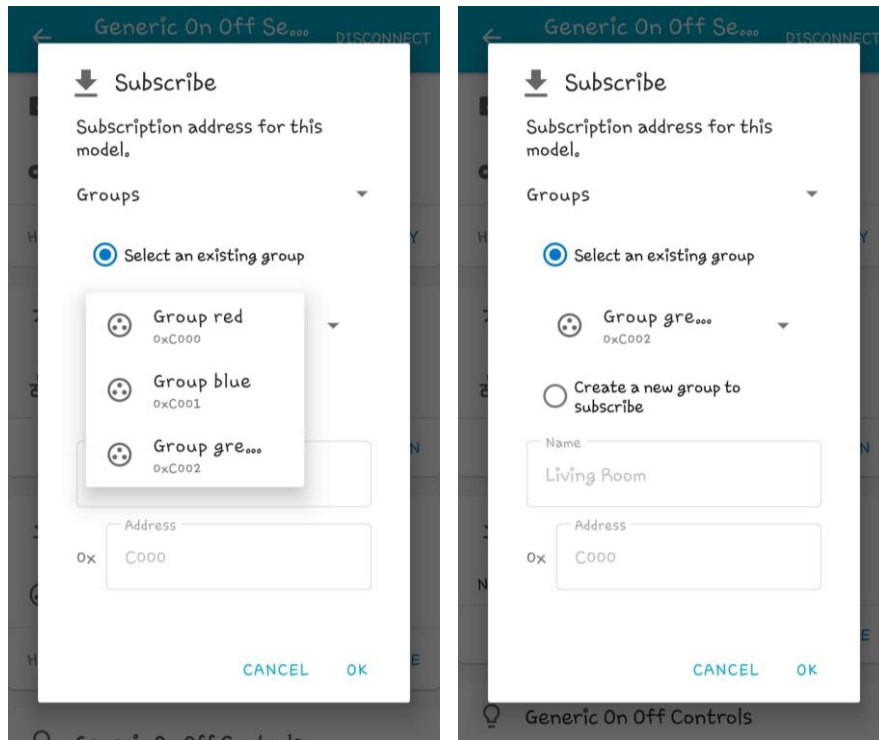 Generic On Off Se...
DISCONNECT
Subscribe
Subscription address for this
model.
Groups
H
Y
Select an existing group
Group red
0xC000
Group blue
0xC001
N
Group gre...
0xC002
Address
0x
C000
H
CANCEL
OK
E
Generic On Off Se...
DISCONNECT
Subscribe
Subscription address for this
model.
Groups
H
Y
Select an existing group
Group gre...
0xC002
Create a new group to
subscribe
Name
N
Living Room
Address
0x
C000
N
E
CANCEL
OK
Generic On Off Controls